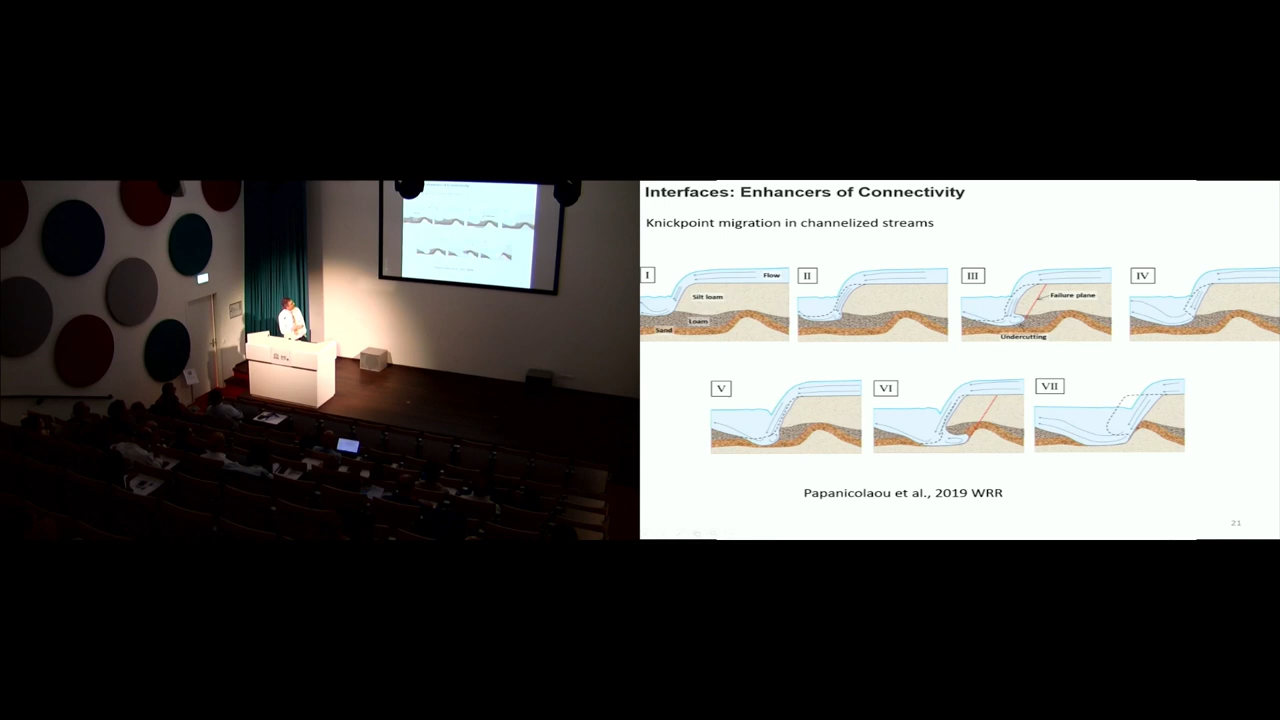 Interfaces: Enhancers of Connectivity
Knickpoint migration in channelized streams
I
II
III
IV
Flow
Silt loam
Failure plane
Loam
Sand
Undercutting
V
VI
VII
Papanicolaou et al., 2019 WRR
21